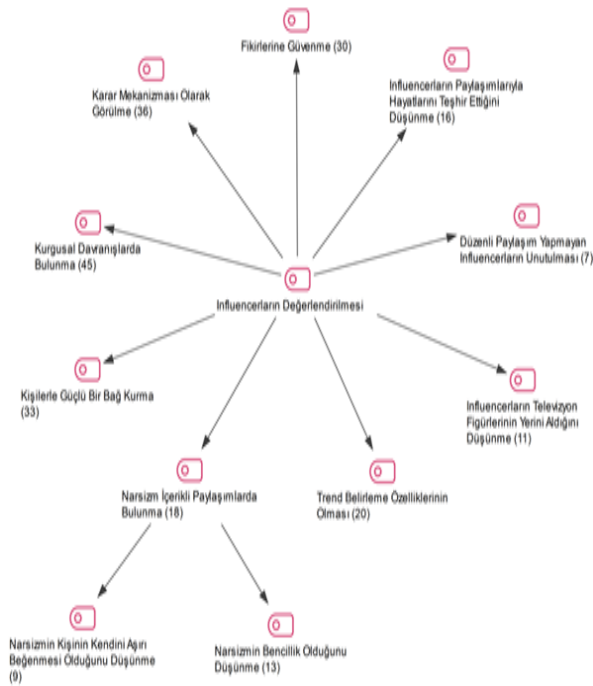 Fikirlerine Güvenme (30)
Karar Mekanizması Olarak
Görülme (36)
Influencerların Paylaşımlarıyla
Hayatlarını Teşhir Ettiğini
Düşünme (16)
Kurgusal Davranışlarda
Bulunma (45)
Düzenli Paylaşım Yapmayan
Influencerların Unutulması (7)
Influencerların Değerlendirilmesi
Kişilerle Güçlü Bir Bağ Kurma
(33)
Influencerların Televizyon
Figürlerinin Yerini Aldığını
Düşünme (11)
Narsizm İçerikli Paylaşımlarda
Bulunma (18)
Trend Belirleme Özelliklerinin
Olması (20)
Narsizmin Kişinin Kendini Aşırı
Beğenmesi Olduğunu Düşünme
(9)
Narsizmin Bencillik Olduğunu
Düşünme (13)